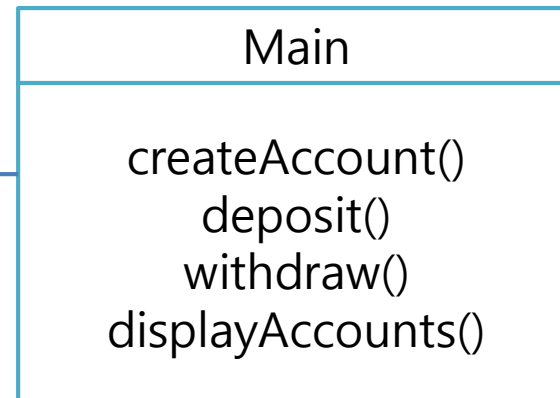 Main
createAccount()
deposit()
withdraw()
displayAccounts()